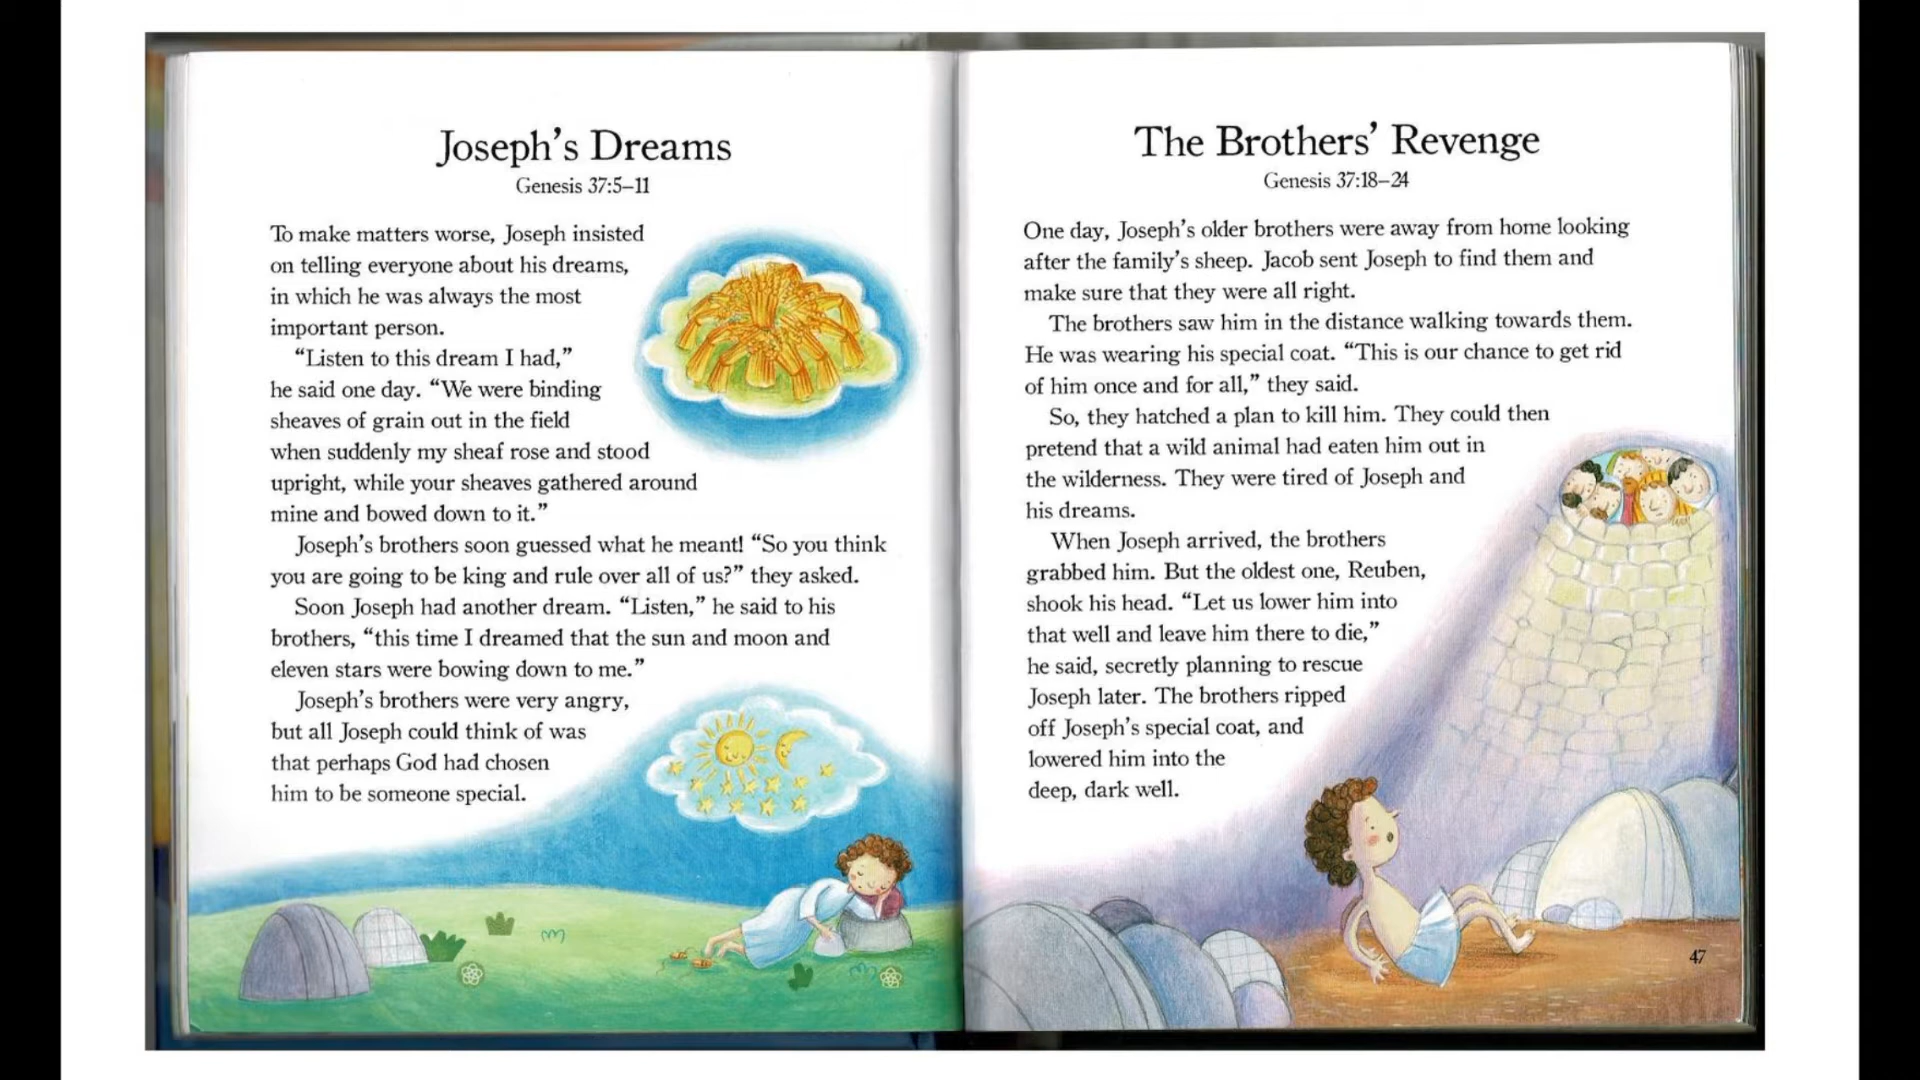 Joseph's Dreams
Genesis 37:5–11
To make matters worse, Joseph insisted
on telling everyone about his dreams,
in which he was always the most
important person.
“Listen to this dream I had,”
he said one day. “We were binding
sheaves of grain out in the field
when suddenly my sheaf rose and stood
upright, while your sheaves gathered around
mine and bowed down to it.”
Joseph’s brothers soon guessed what he meant! “So you think
you are going to be king and rule over all of us?” they asked.
Soon Joseph had another dream. “Listen,” he said to his
brothers, “this time I dreamed that the sun and moon and
eleven stars were bowing down to me.”
Joseph’s brothers were very angry,
but all Joseph could think of was
that perhaps God had chosen
him to be someone special.
The Brothers’ Revenge
Genesis 37:18–24
One day, Joseph’s older brothers were away from home looking
after the family’s sheep. Jacob sent Joseph to find them and
make sure that they were all right.
The brothers saw him in the distance walking towards them.
He was wearing his special coat. “This is our chance to get rid
of him once and for all,” they said.
So, they hatched a plan to kill him. They could then
pretend that a wild animal had eaten him out in
the wilderness. They were tired of Joseph and
his dreams.
When Joseph arrived, the brothers
grabbed him. But the oldest one, Reuben,
shook his head. “Let us lower him into
that well and leave him there to die,”
he said, secretly planning to rescue
Joseph later. The brothers ripped
off Joseph’s special coat, and
lowered him into the
deep, dark well.
47